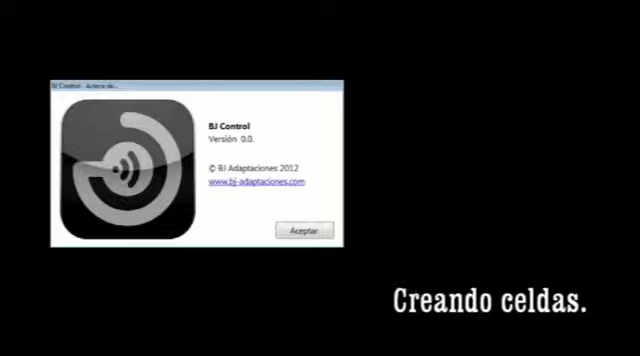 BJ Control - Acerca de...
BJ Control
Versión 0.0.
© BJ Adaptaciones 2012
www.bj-adaptaciones.com
Aceptar
Creando celdas.